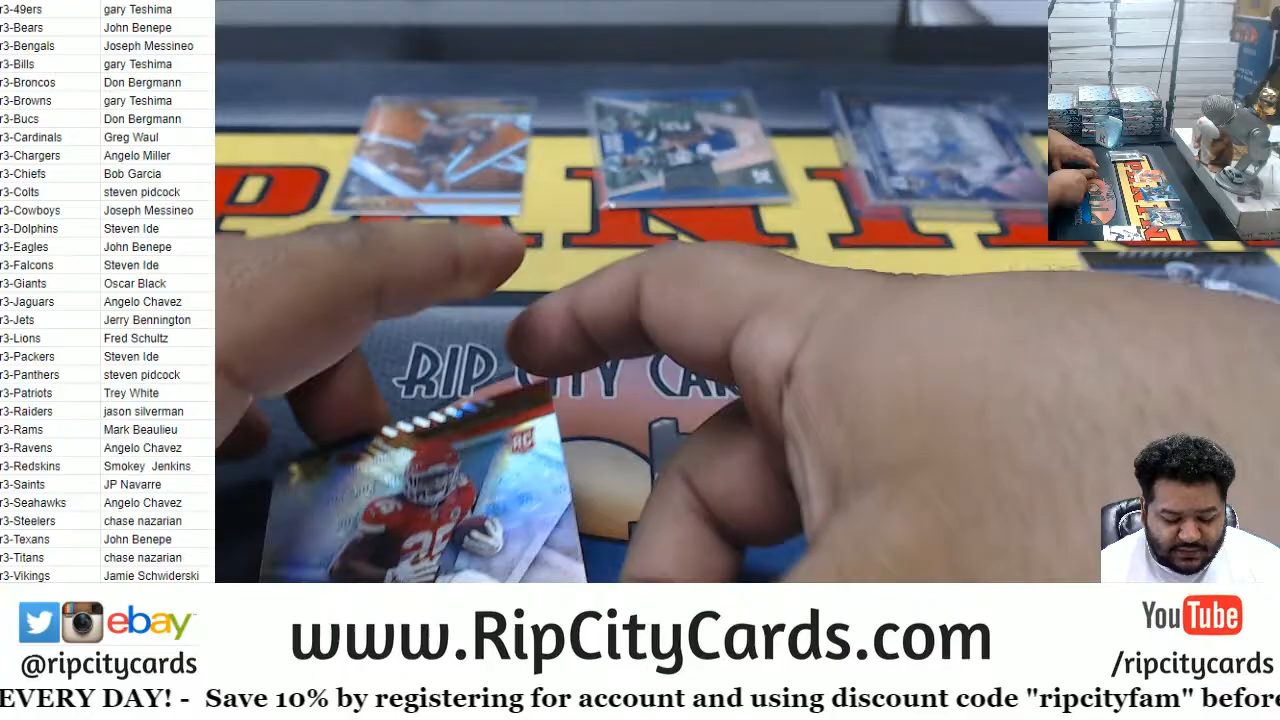 r3-49ers gary Teshima
r3-Bears John Benepe
r3-Bengals Joseph Messineo
r3-Bills gary Teshima
r3-Broncos Don Bergmann
r3-Browns gary Teshima
r3-Bucs Don Bergmann
r3-Cardinals Greg Waul
r3-Chargers Angelo Miller
r3-Chiefs Bob Garcia
r3-Colts steven pidcock
r3-Cowboys Joseph Messineo
r3-Dolphins Steven Ide
r3-Eagles John Benepe
r3-Falcons Steven Ide
r3-Giants Oscar Black
r3-Jaguars Angelo Chavez
r3-Jets Jerry Bennington
r3-Lions Fred Schultz
r3-Packers Steven Ide
r3-Panthers steven pidcock
r3-Patriots Trey White
r3-Raiders jason silverman
r3-Rams Mark Beaulieu
r3-Ravens Angelo Chavez
r3-Redskins Smokey Jenkins
r3-Saints JP Navarre
r3-Seahawks Angelo Chavez
r3-Steelers chase nazarian
r3-Texans John Benepe
r3-Titans chase nazarian
r3-Vikings Jamie Schwiderski
RIP CITY CAR
RC
ebay
@ripcitycards
www.RipCityCards.com
YouTube
/ripcitycards
EVERY DAY! - Save 10% by registering for account and using discount code "ripcityfam" before